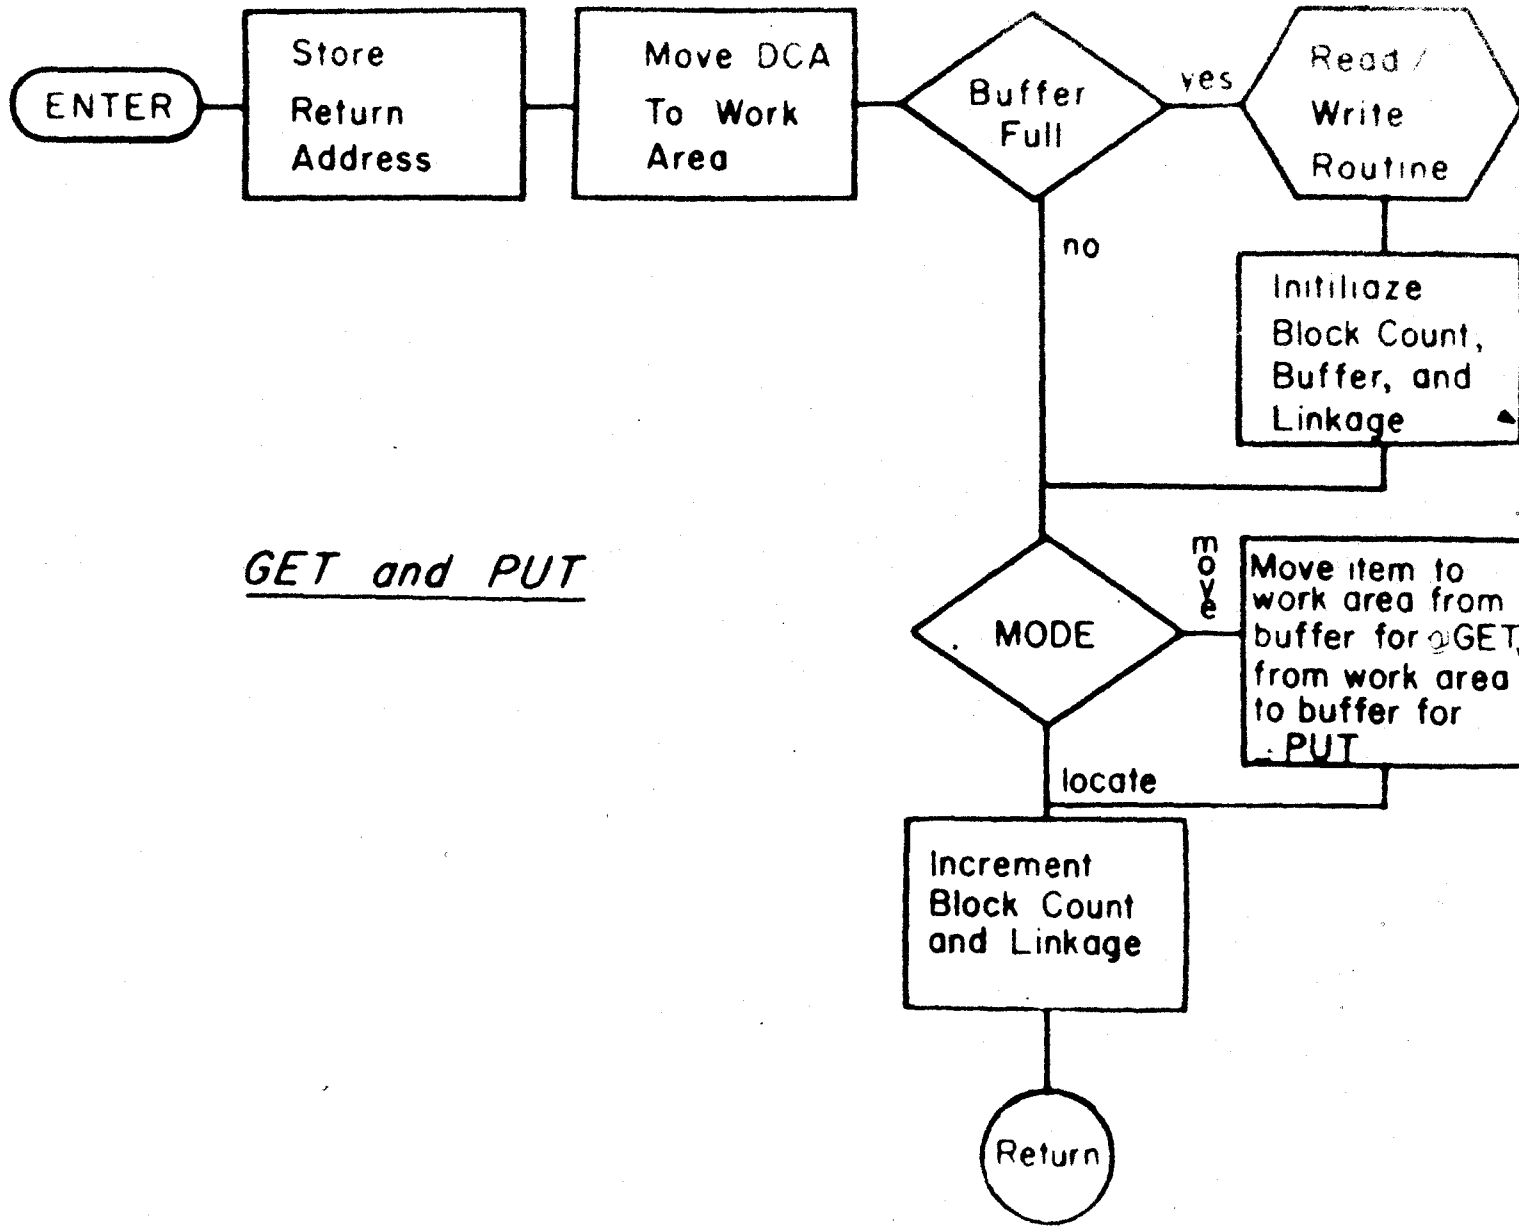 ENTER
Store
Return
Address
Move DCA
To Work
Area
Buffer
Full
yes
Read /
Write
Routine
no
Initiliaze
Block Count,
Buffer, and
Linkage
GET and PUT
MODE
move
Move item to
work area from
buffer for a GET,
from work area
to buffer for
PUT
locate
Increment
Block Count
and Linkage
Return